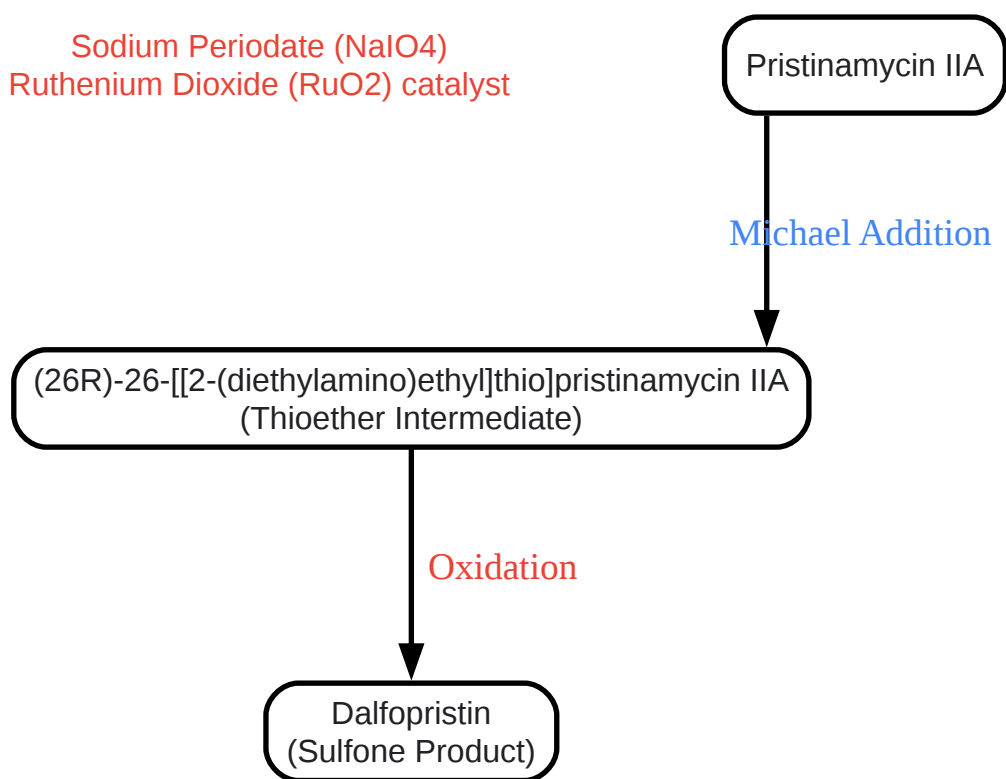 Sodium Periodate (NaIO4)
Ruthenium Dioxide (RuO2) catalyst
Pristinamycin IIA
Michael Addition
(26R)-26-[[2-(diethylamino)ethyl]thio]pristinamycin IIA
(Thioether Intermediate)
Oxidation
Dalfopristin
(Sulfone Product)